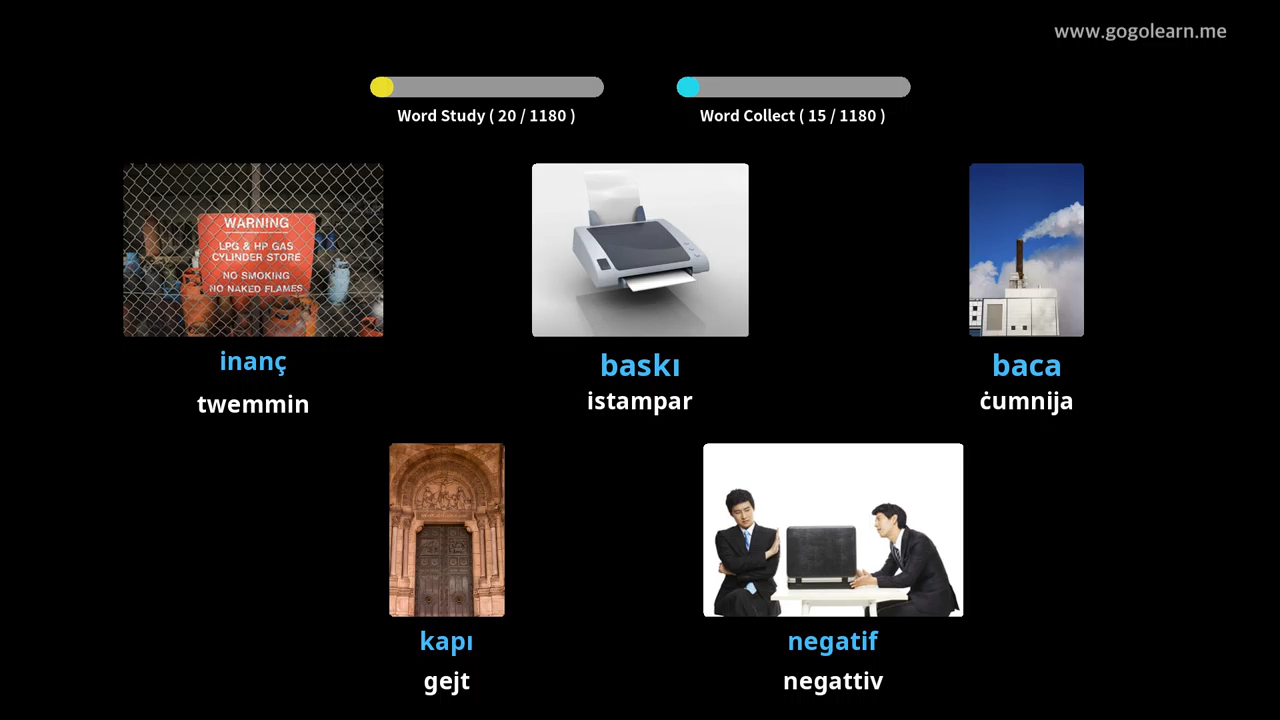 www.gogolearn.me
Word Study ( 20 / 1180 )
Word Collect ( 15 / 1180 )
WARNING
LPG & HP GAS
CYLINDER STORE
NO SMOKING
NO NAKED FLAMES
inanç
twemmin
baskı
istampar
baca
ċumnija
kapı
gejt
negatif
negattiv